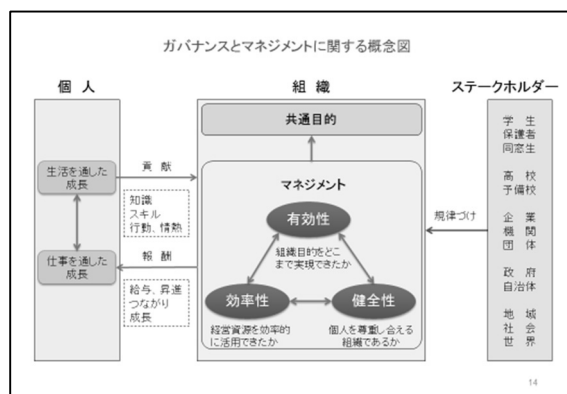 ガバナンスとマネジメントに関する概念図
個 人
生活を通した
成長
仕事を通した
成長
貢 献
知識
スキル
行動、情熱
報 酬
給与、昇進
つながり
成長
組 織
共通目的
マネジメント
有効性
組織目的をどこ
まで実現できたか
効率性
経営資源を効率的
に活用できたか
健全性
個人を尊重し合える
組織であるか
規律づけ
ステークホルダー
学 生
保護者
同窓生
高 校
予備校
企 業
機 関
団 体
政 府
自治体
地 域
社 会
世 界
14